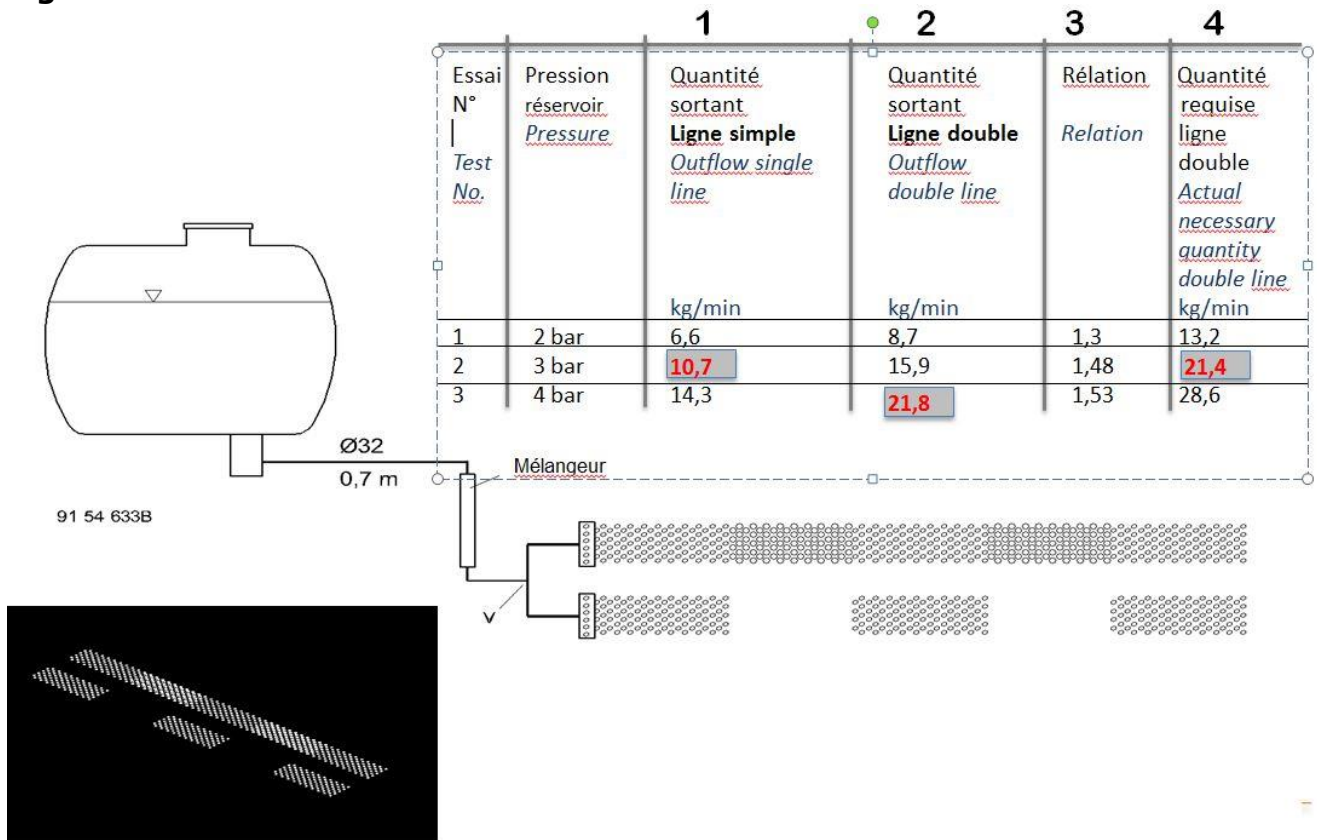 1 2 3 4
Essai N° Test No.
Pression réservoir Pressure
Quantité sortant Ligne simple Outflow single line kg/min
Quantité sortant Ligne double Outflow double line kg/min
Rélation Relation
Quantité requise ligne double Actual necessary quantity double line kg/min
1 2 bar 6,6 8,7 1,3 13,2
2 3 bar 10,7 15,9 1,48 21,4
3 4 bar 14,3 21,8 1,53 28,6
Ø32
0,7 m
Mélangeur
91 54 633B
V